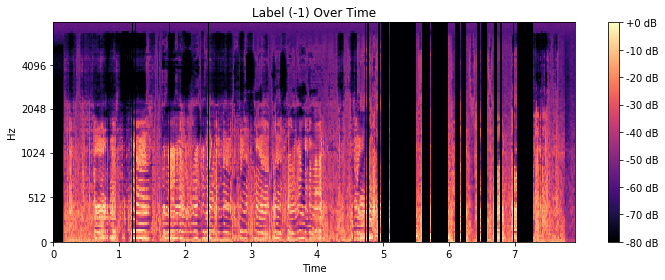 Label (-1) Over Time
Hz
4096
2048
1024
512
0
0 1 2 3 4 5 6 7
Time
+0 dB
-10 dB
-20 dB
-30 dB
-40 dB
-50 dB
-60 dB
-70 dB
-80 dB